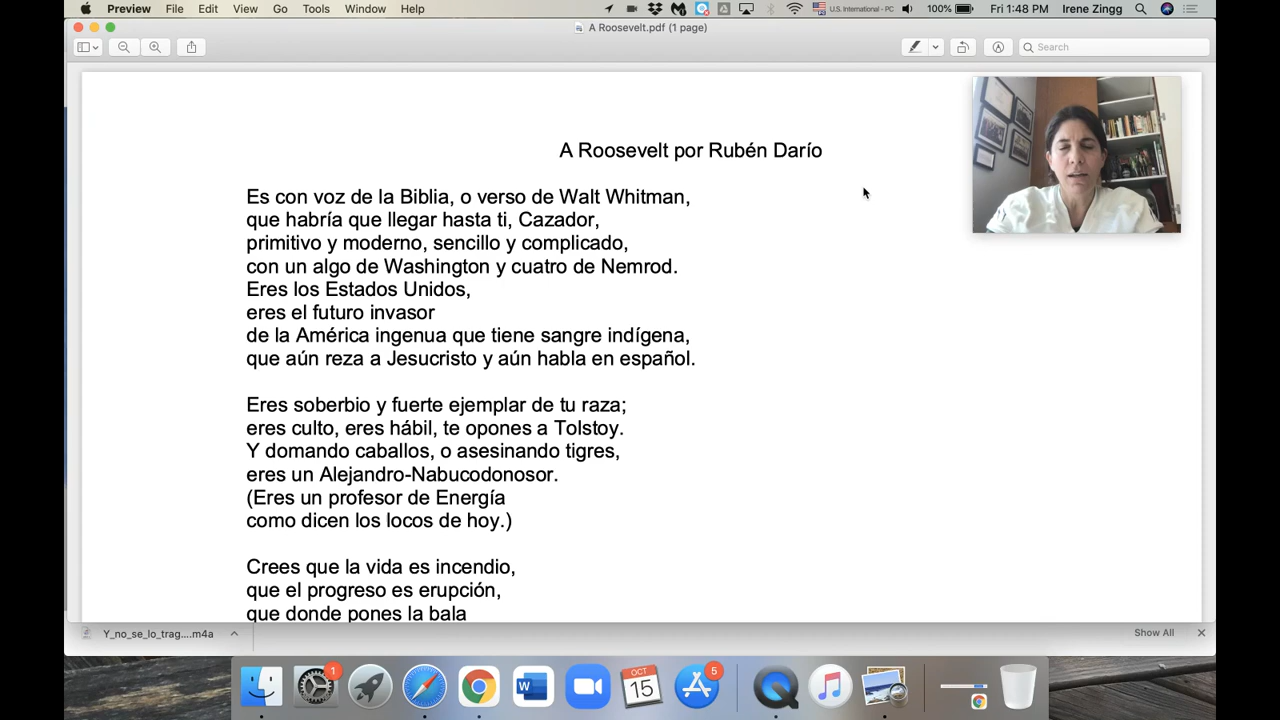 Preview File Edit View Go Tools Window Help
U.S. International - PC 100% Fri 1:48 PM Irene Zingg
A Roosevelt.pdf (1 page)
Search
A Roosevelt por Rubén Darío
Es con voz de la Biblia, o verso de Walt Whitman,
que habría que llegar hasta ti, Cazador,
primitivo y moderno, sencillo y complicado,
con un algo de Washington y cuatro de Nemrod.
Eres los Estados Unidos,
eres el futuro invasor
de la América ingenua que tiene sangre indígena,
que aún reza a Jesucristo y aún habla en español.
Eres soberbio y fuerte ejemplar de tu raza;
eres culto, eres hábil, te opones a Tolstoy.
Y domando caballos, o asesinando tigres,
eres un Alejandro-Nabucodonosor.
(Eres un profesor de Energía
como dicen los locos de hoy.)
Crees que la vida es incendio,
que el progreso es erupción,
que donde pones la bala
Y_no_se_lo_trag....m4a
Show All
1
W
OCT
15
5